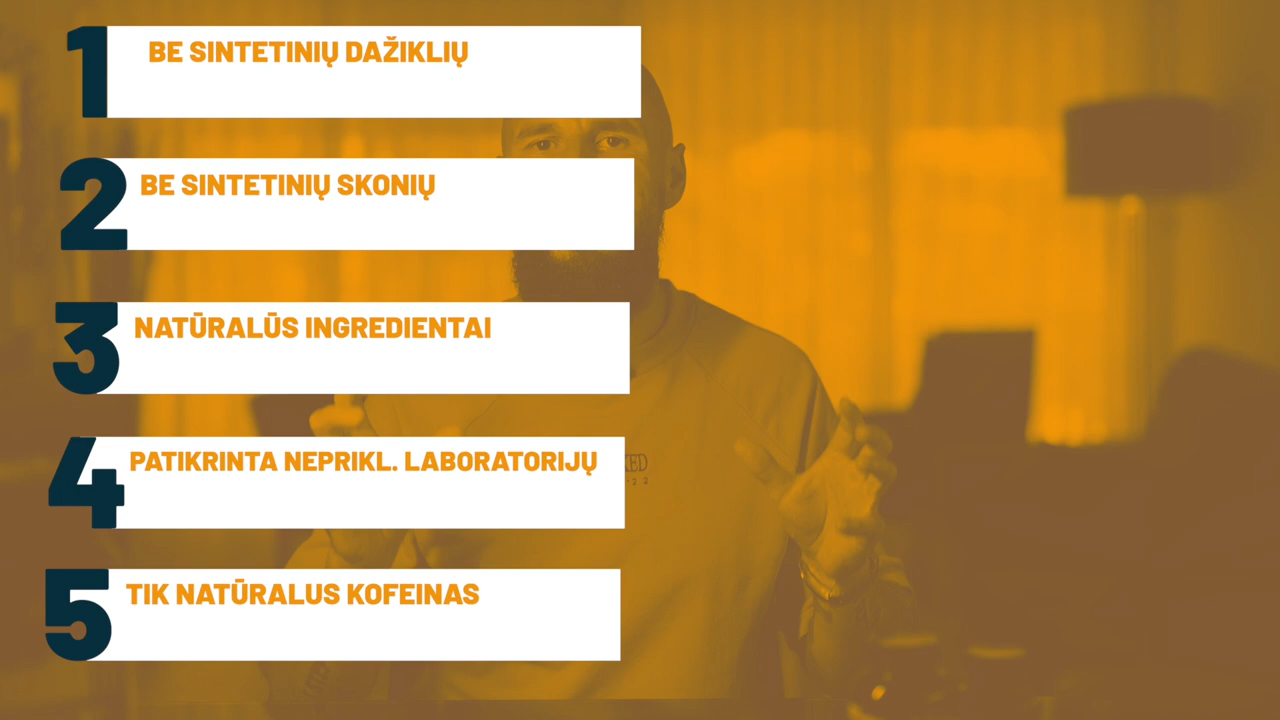 1 BE SINTETINIŲ DAŽIKLIŲ
2 BE SINTETINIŲ SKONIŲ
3 NATŪRALŪS INGREDIENTAI
4 PATIKRINTA NEPRIKL. LABORATORIJŲ
5 TIK NATŪRALUS KOFEINAS